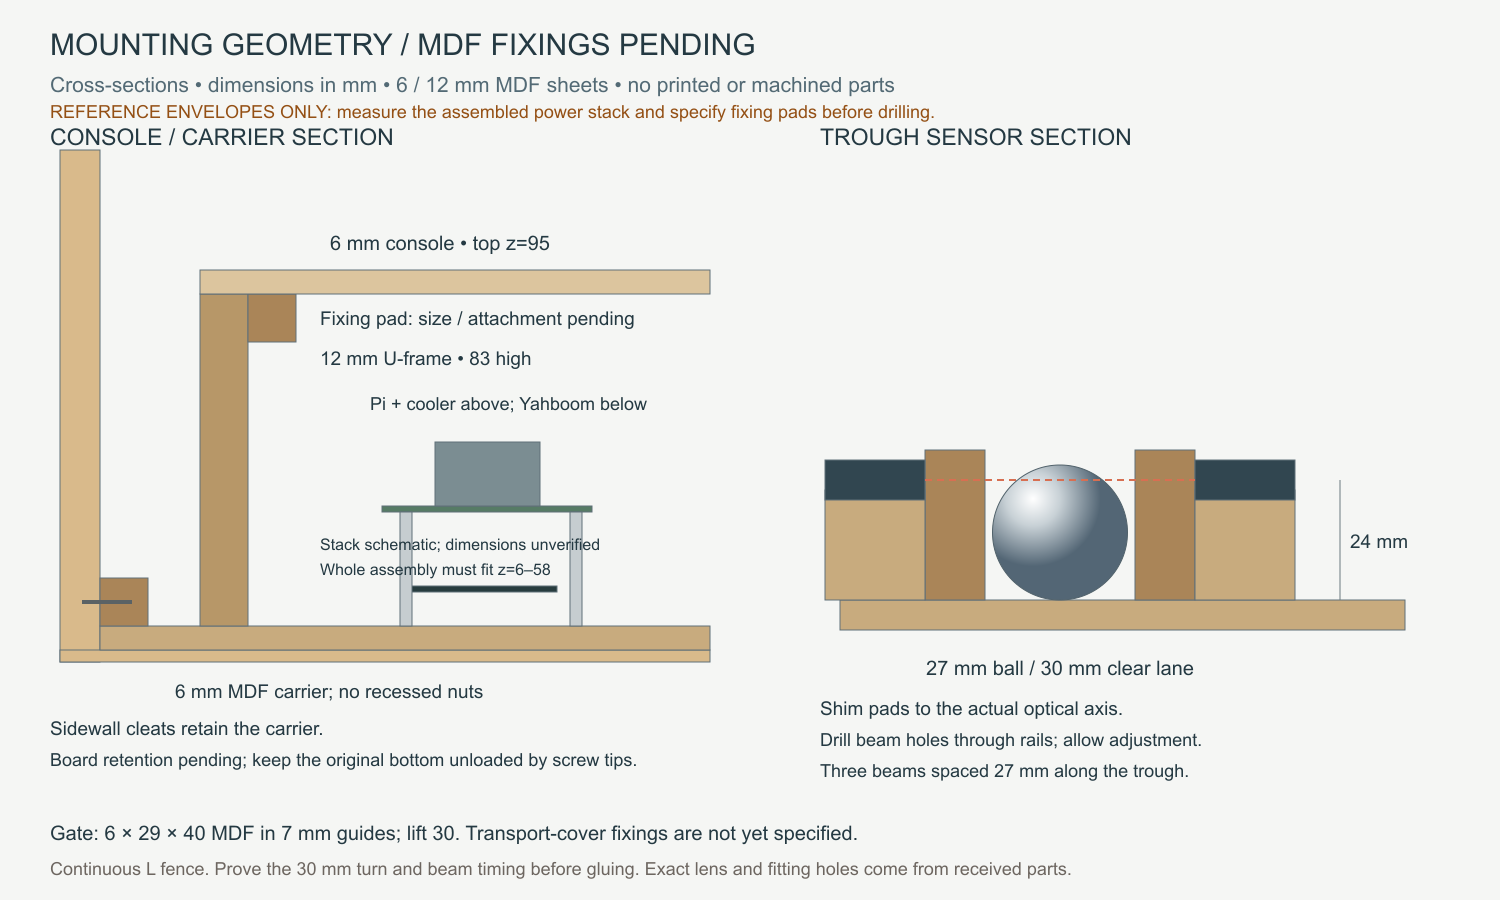 MOUNTING GEOMETRY / MDF FIXINGS PENDING
Cross-sections • dimensions in mm • 6 / 12 mm MDF sheets • no printed or machined parts
REFERENCE ENVELOPES ONLY: measure the assembled power stack and specify fixing pads before drilling.
CONSOLE / CARRIER SECTION
6 mm console • top z=95
Fixing pad: size / attachment pending
12 mm U-frame • 83 high
Pi + cooler above; Yahboom below
Stack schematic; dimensions unverified
Whole assembly must fit z=6–58
6 mm MDF carrier; no recessed nuts
Sidewall cleats retain the carrier.
Board retention pending; keep the original bottom unloaded by screw tips.
TROUGH SENSOR SECTION
24 mm
27 mm ball / 30 mm clear lane
Shim pads to the actual optical axis.
Drill beam holes through rails; allow adjustment.
Three beams spaced 27 mm along the trough.
Gate: 6 × 29 × 40 MDF in 7 mm guides; lift 30. Transport-cover fixings are not yet specified.
Continuous L fence. Prove the 30 mm turn and beam timing before gluing. Exact lens and fitting holes come from received parts.